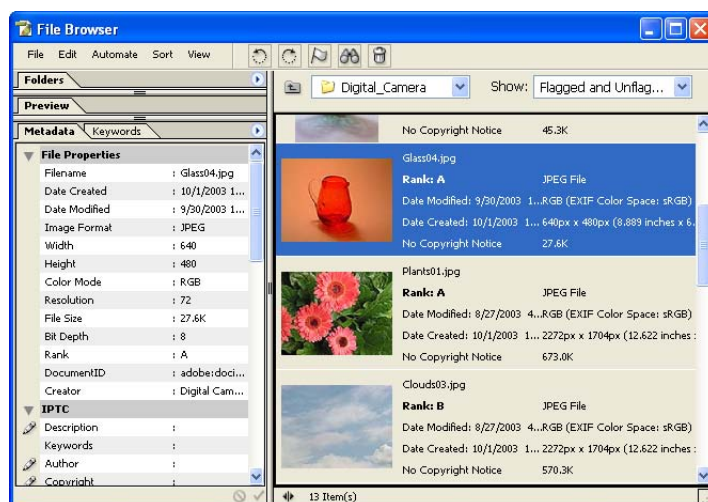 File Browser
File Edit Automate Sort View
Folders
Preview
Metadata Keywords
File Properties
Filename : Glass04.jpg
Date Created : 10/1/2003 1...
Date Modified : 9/30/2003 1...
Image Format : JPEG
Width : 640
Height : 480
Color Mode : RGB
Resolution : 72
File Size : 27.6K
Bit Depth : 8
Rank : A
DocumentID : adobe:doci...
Creator : Digital Cam...
IPTC
Description :
Keywords :
Author :
Copyright :
Digital_Camera Show: Flagged and Unflag...
No Copyright Notice 45.3K
Glass04.jpg
Rank: A JPEG File
Date Modified: 9/30/2003 1...RGB (EXIF Color Space: sRGB)
Date Created: 10/1/2003 1... 640px x 480px (8.889 inches x 6.
No Copyright Notice 27.6K
Plants01.jpg
Rank: A JPEG File
Date Modified: 8/27/2003 4...RGB (EXIF Color Space: sRGB)
Date Created: 10/1/2003 1... 2272px x 1704px (12.622 inches :
No Copyright Notice 673.0K
Clouds03.jpg
Rank: B JPEG File
Date Modified: 8/27/2003 4...RGB (EXIF Color Space: sRGB)
Date Created: 10/1/2003 1... 2272px x 1704px (12.622 inches :
No Copyright Notice 570.3K
13 Item(s)